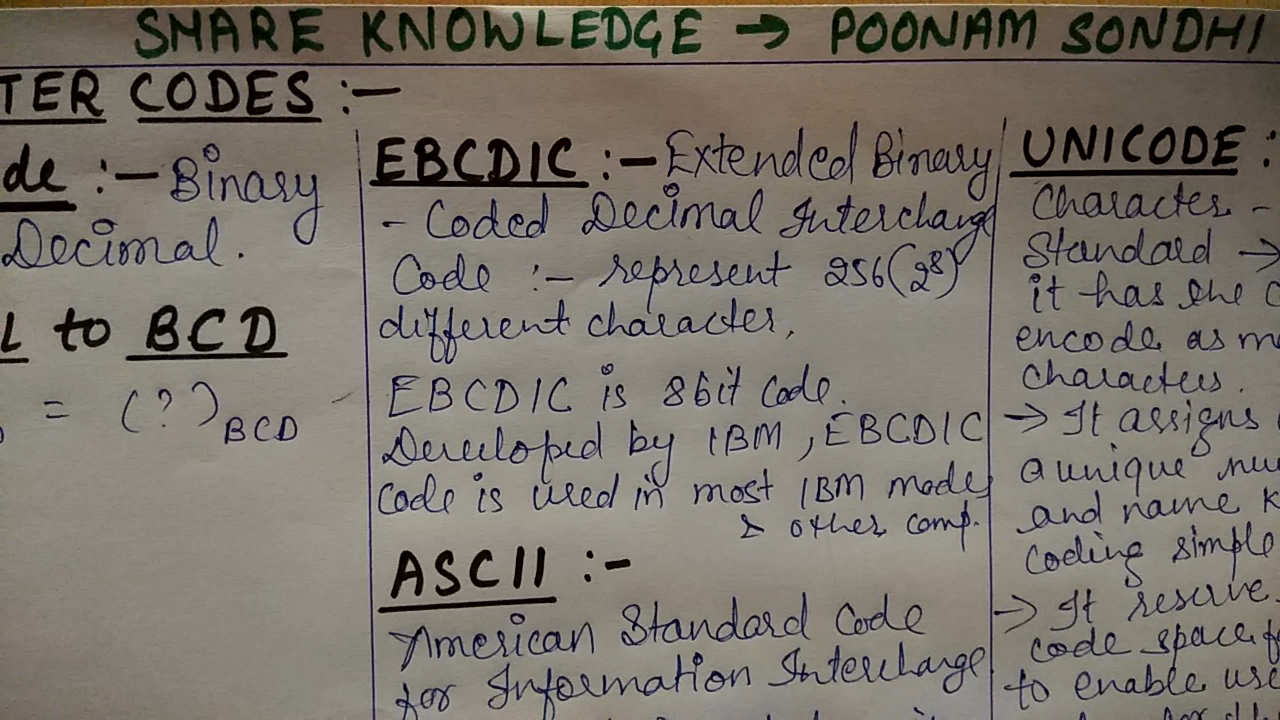 SHARE KNOWLEDGE → POONAM SONDHI
TER CODES :-
de :- Binary
Decimal.
L to BCD
= (?)BCD
EBCDIC :- Extended Binary
- Coded Decimal Interchange
Code :- represent 256(2⁸)
different character,
EBCDIC is 8bit code.
Developed by IBM, EBCDIC
code is used in most IBM models
& other comp.
ASCII :-
American Standard Code
for Information Interchange
UNICODE :
Character -
Standard →
it has the c
encode as m
characters.
→ It assigns
a unique nu
and name k
coding simple
→ It reserve
code space f
to enable use